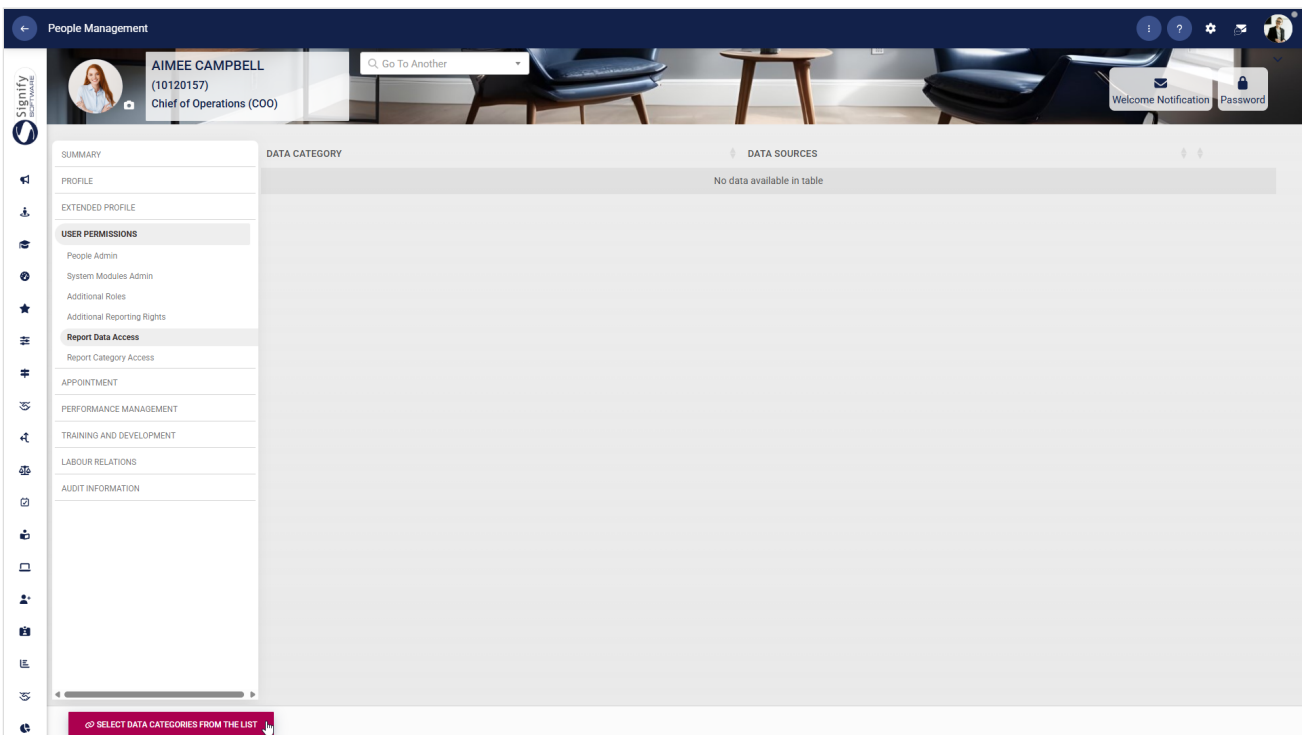 People Management
?
Signify
SOFTWARE
AIMEE CAMPBELL
(10120157)
Chief of Operations (COO)
Go To Another
Welcome Notification
Password
SUMMARY
PROFILE
EXTENDED PROFILE
USER PERMISSIONS
People Admin
System Modules Admin
Additional Roles
Additional Reporting Rights
Report Data Access
Report Category Access
APPOINTMENT
PERFORMANCE MANAGEMENT
TRAINING AND DEVELOPMENT
LABOUR RELATIONS
AUDIT INFORMATION
DATA CATEGORY
DATA SOURCES
No data available in table
SELECT DATA CATEGORIES FROM THE LIST